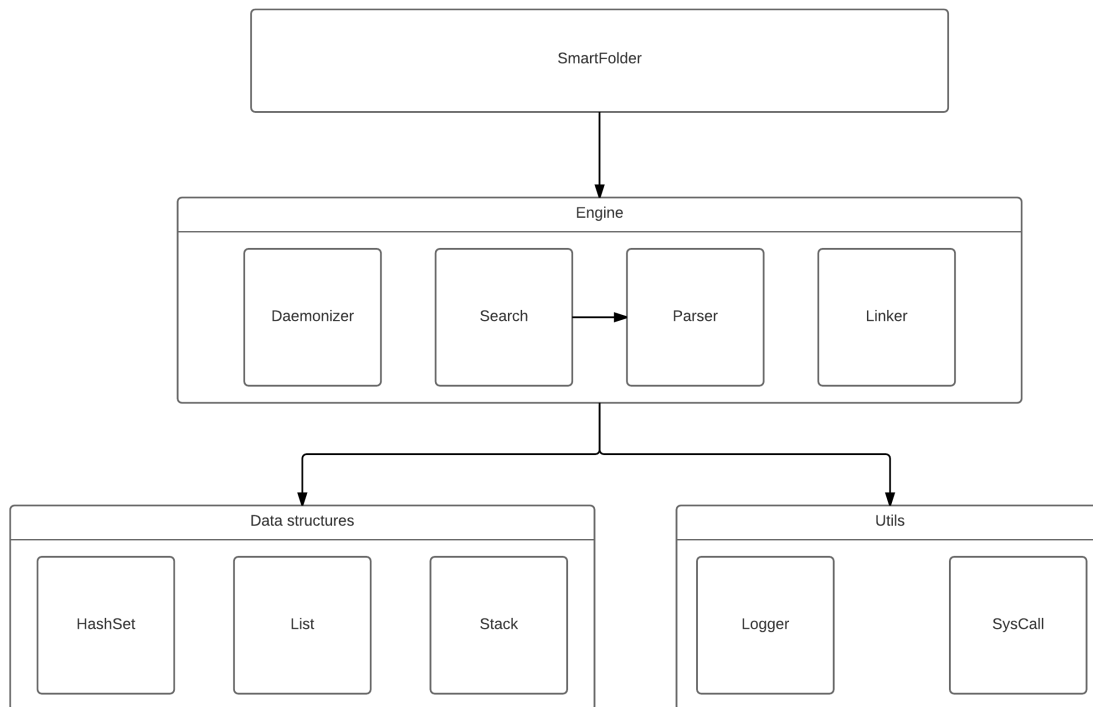 SmartFolder
Engine
Daemonizer
Search
Parser
Linker
Data structures
Utils
HashSet
List
Stack
Logger
SysCall